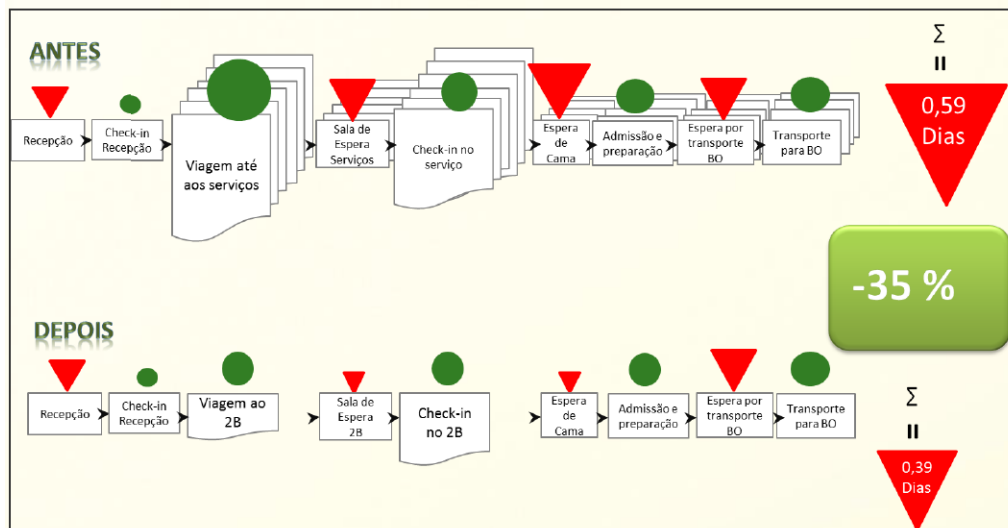 ANTES
Σ
=
0,59
Dias
Recepção
Check-in
Recepção
Viagem até
aos serviços
Sala de
Espera
Serviços
Check-in no
serviço
Espera
de
Cama
Admissão e
preparação
Espera por
transporte
BO
Transporte
para BO
-35 %
DEPOIS
Recepção
Check-in
Recepção
Viagem ao
2B
Sala de
Espera
2B
Check-in
no 2B
Espera
de
Cama
Admissão e
preparação
Espera por
transporte
BO
Transporte
para BO
Σ
=
0,39
Dias